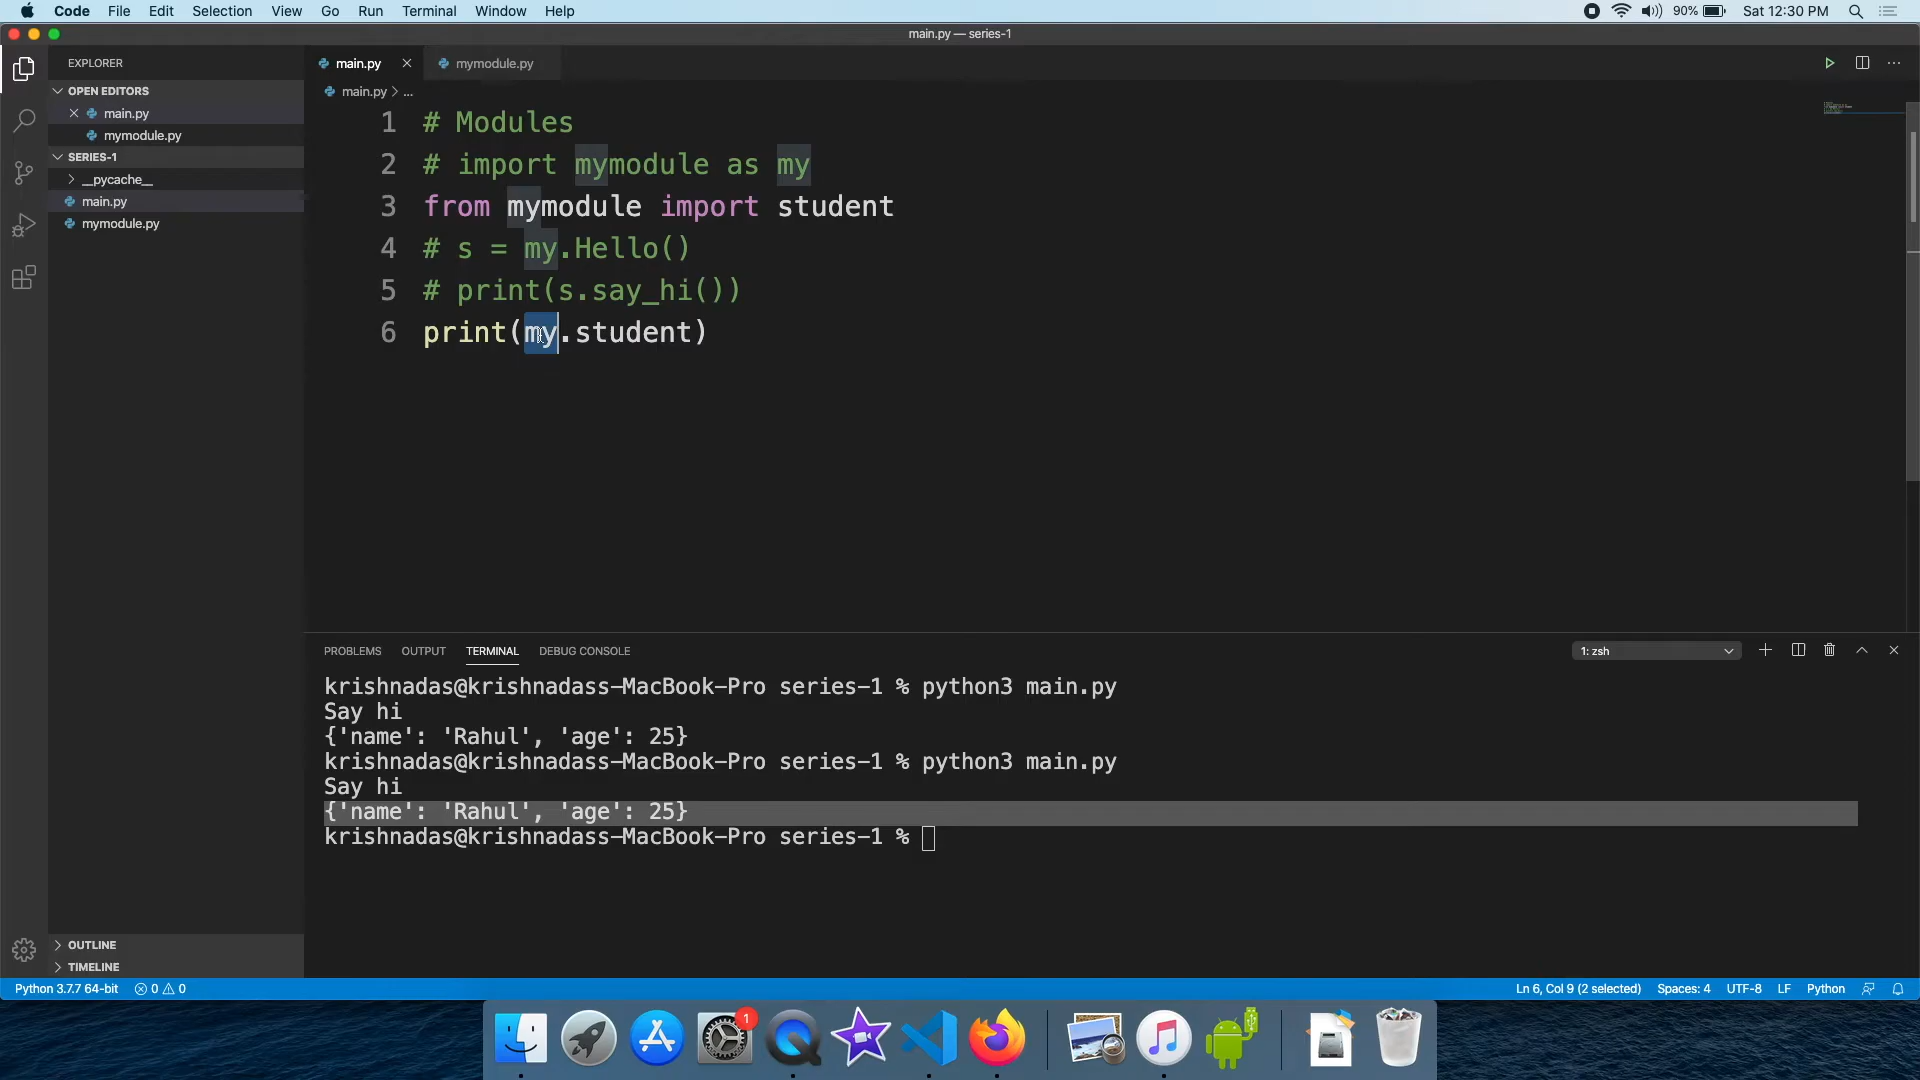 Code File Edit Selection View Go Run Terminal Window Help 90% Sat 12:30 PM
main.py — series-1
EXPLORER
OPEN EDITORS
main.py
mymodule.py
SERIES-1
__pycache__
main.py
mymodule.py
OUTLINE
TIMELINE
main.py mymodule.py
main.py > ...
1 # Modules
2 # import mymodule as my
3 from mymodule import student
4 # s = my.Hello()
5 # print(s.say_hi())
6 print(my.student)
PROBLEMS OUTPUT TERMINAL DEBUG CONSOLE 1: zsh
krishnadas@krishnadass-MacBook-Pro series-1 % python3 main.py
Say hi
{'name': 'Rahul', 'age': 25}
krishnadas@krishnadass-MacBook-Pro series-1 % python3 main.py
Say hi
{'name': 'Rahul', 'age': 25}
krishnadas@krishnadass-MacBook-Pro series-1 %
Python 3.7.7 64-bit 0 0 Ln 6, Col 9 (2 selected) Spaces: 4 UTF-8 LF Python
1